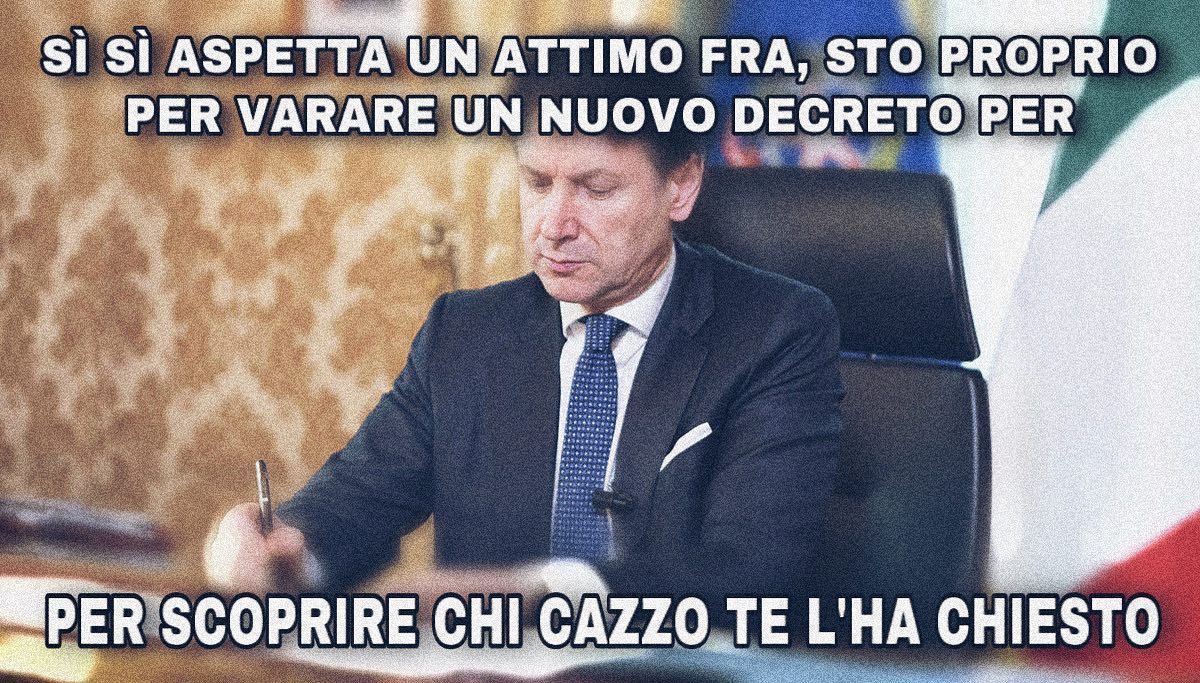 SÌ SÌ ASPETTA UN ATTIMO FRA, STO PROPRIO
PER VARARE UN NUOVO DECRETO PER
PER SCOPRIRE CHI CAZZO TE L'HA CHIESTO